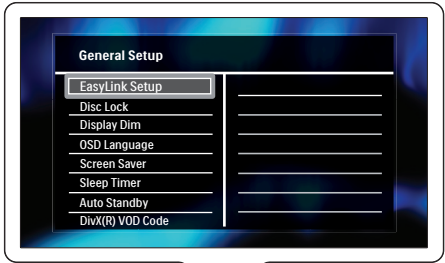 General Setup
EasyLink Setup
Disc Lock
Display Dim
OSD Language
Screen Saver
Sleep Timer
Auto Standby
DivX(R) VOD Code